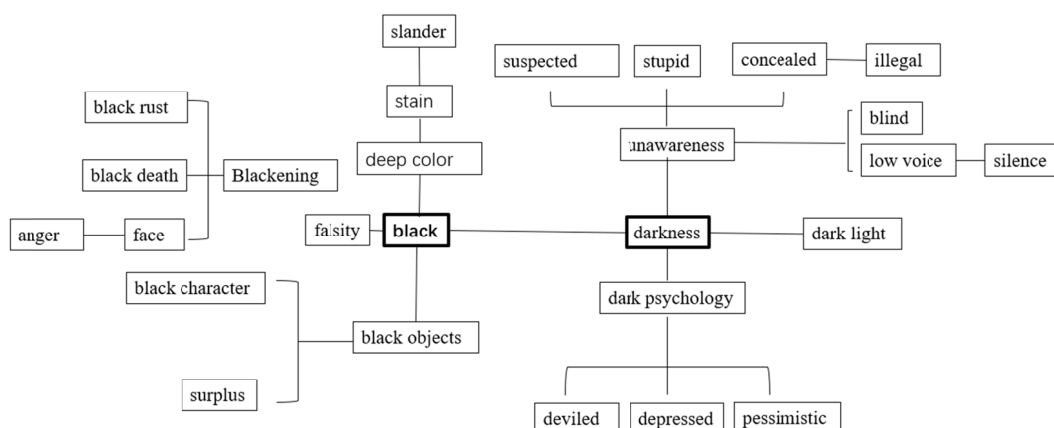 slander
suspected
stupid
concealed
illegal
black rust
stain
blind
unawareness
deep color
low voice
silence
black death
Blackening
anger
face
falsity
black
darkness
dark light
black character
dark psychology
black objects
surplus
deviled
depressed
pessimistic